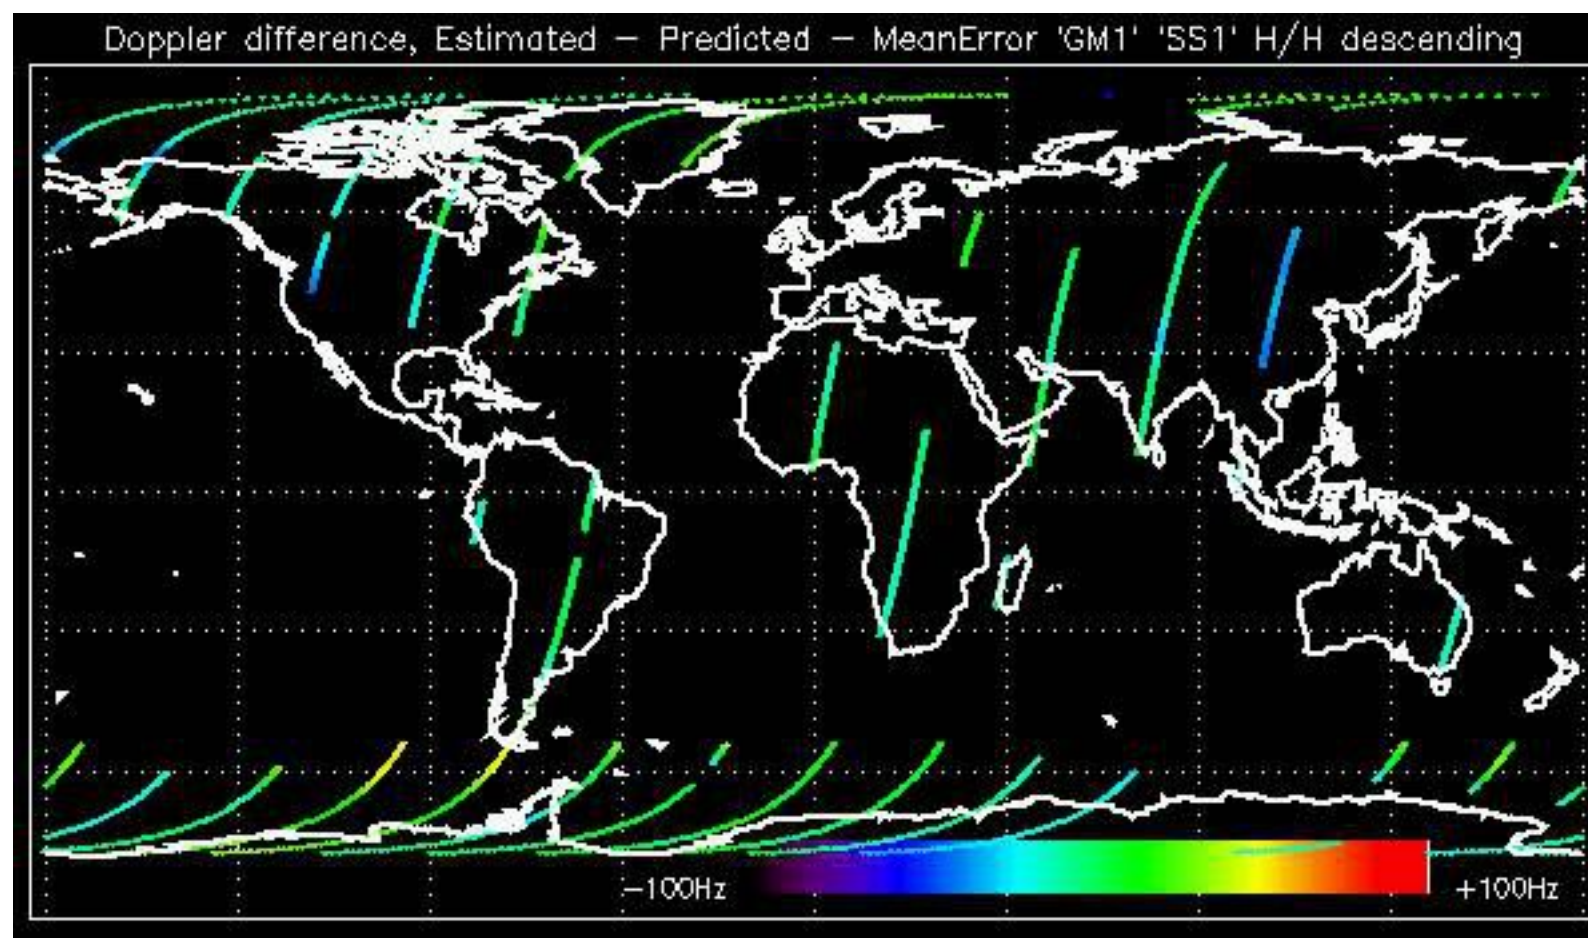 Doppler difference, Estimated – Predicted – MeanError 'GM1' 'SS1' H/H descending
–100Hz
+100Hz